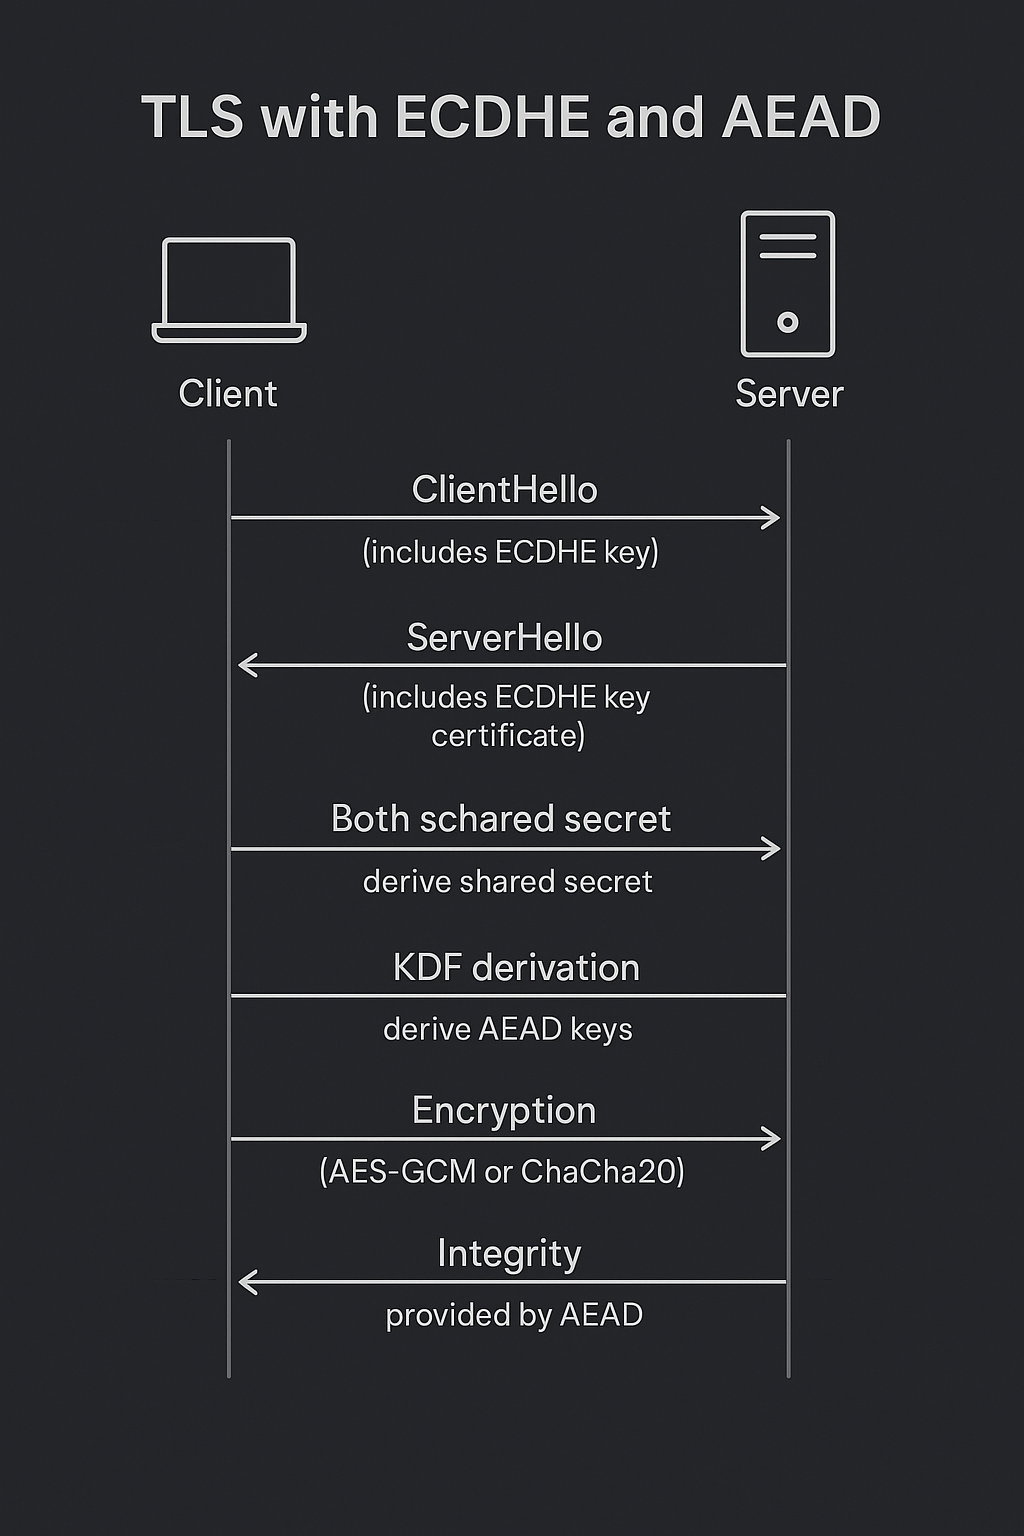 TLS with ECDHE and AEAD
Client
Server
ClientHello
(includes ECDHE key)
ServerHello
(includes ECDHE key
certificate)
Both schared secret
derive shared secret
KDF derivation
derive AEAD keys
Encryption
(AES-GCM or ChaCha20)
Integrity
provided by AEAD